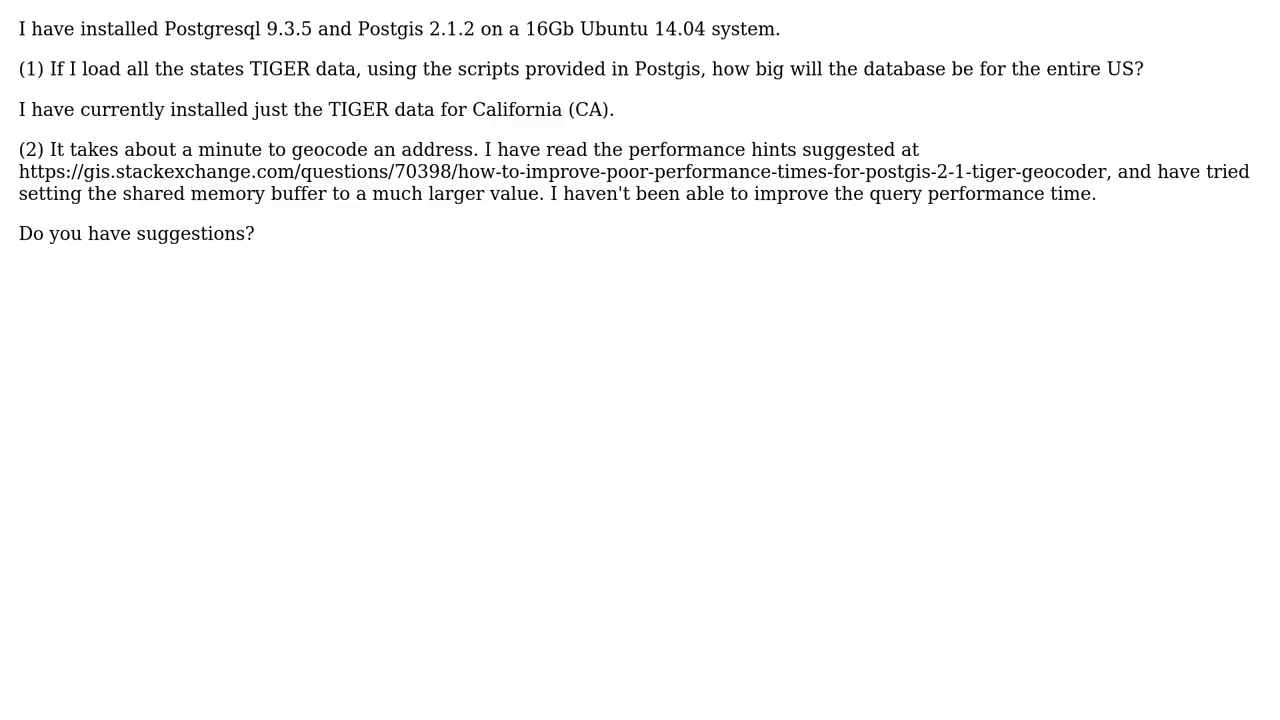 I have installed Postgresql 9.3.5 and Postgis 2.1.2 on a 16Gb Ubuntu 14.04 system.
(1) If I load all the states TIGER data, using the scripts provided in Postgis, how big will the database be for the entire US?
I have currently installed just the TIGER data for California (CA).
(2) It takes about a minute to geocode an address. I have read the performance hints suggested at
https://gis.stackexchange.com/questions/70398/how-to-improve-poor-performance-times-for-postgis-2-1-tiger-geocoder, and have tried
setting the shared memory buffer to a much larger value. I haven't been able to improve the query performance time.
Do you have suggestions?